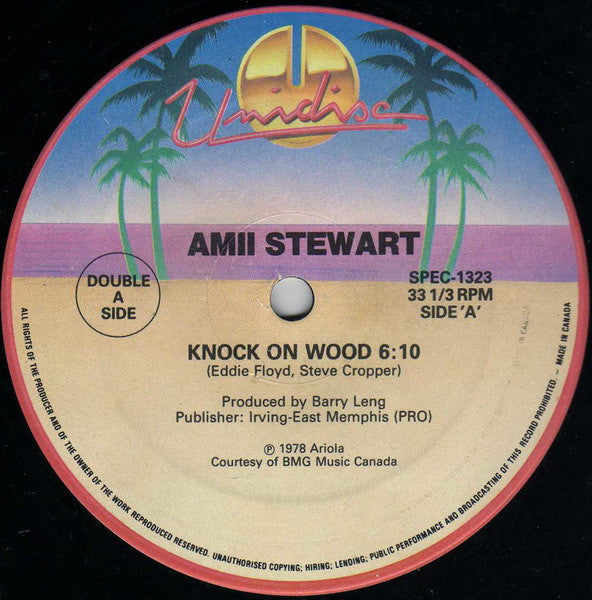 Unidisc
AMII STEWART
DOUBLE
A
SIDE
SPEC-1323
33 1/3 RPM
SIDE 'A'
KNOCK ON WOOD 6:10
(Eddie Floyd, Steve Cropper)
Produced by Barry Leng
Publisher: Irving-East Memphis (PRO)
℗ 1978 Ariola
Courtesy of BMG Music Canada
ALL RIGHTS OF THE PRODUCER AND OF THE OWNER OF THE WORK REPRODUCED RESERVED. UNAUTHORISED COPYING; HIRING; LENDING; PUBLIC PERFORMANCE AND BROADCASTING OF THIS RECORD PROHIBITED. – MADE IN CANADA
IN CANADA